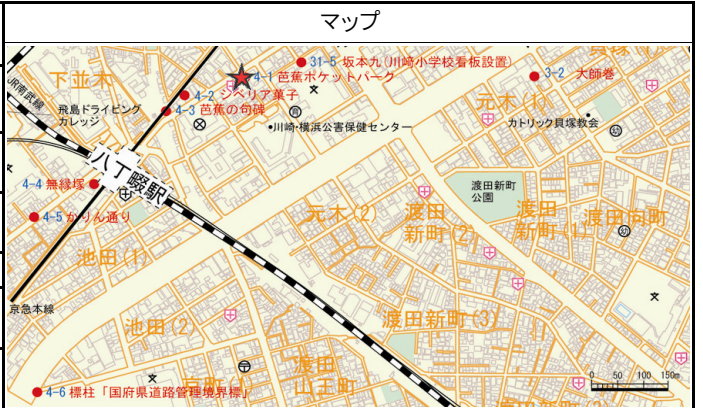 マップ
31-5 坂本九(川崎小学校看板設置)
貝塚(1)
下並木
4-1 芭蕉ポケットパーク
3-2 大師巻
JR南武線
4-2 シベリア菓子
元木(1)
飛島ドライビング
カレッジ
4-3 芭蕉の句碑
•川崎・横浜公害保健センター
カトリック貝塚教会
八丁畷駅
4-4 無縁塚
渡田新町
公園
4-5 かりん通り
元木(2)
渡田
新町(2)
渡田
新町(1)
渡田向町
池田(1)
京急本線
池田(2)
渡田新町(3)
渡田
山王町
0 50 100 150m
4-6 標柱「国府県道路管理境界標」